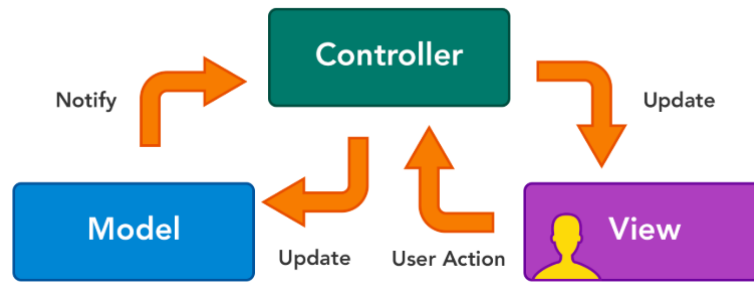 Controller
Notify
Update
Model
View
Update
User Action